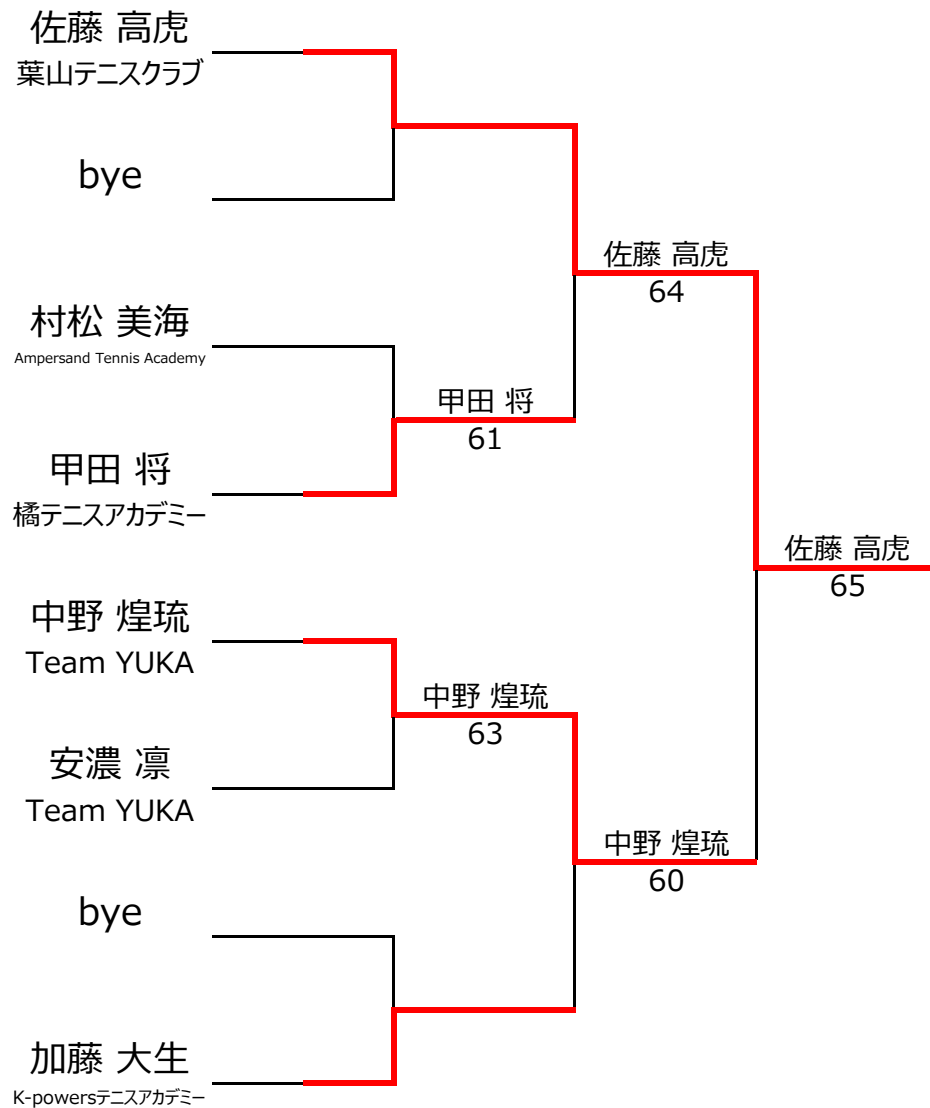 佐藤 高虎
葉山テニスクラブ
bye
村松 美海
Ampersand Tennis Academy
甲田 将
橘テニスアカデミー
中野 煌琉
Team YUKA
安濃 凛
Team YUKA
bye
加藤 大生
K-powersテニスアカデミー
甲田 将
61
中野 煌琉
63
佐藤 高虎
64
中野 煌琉
60
佐藤 高虎
65